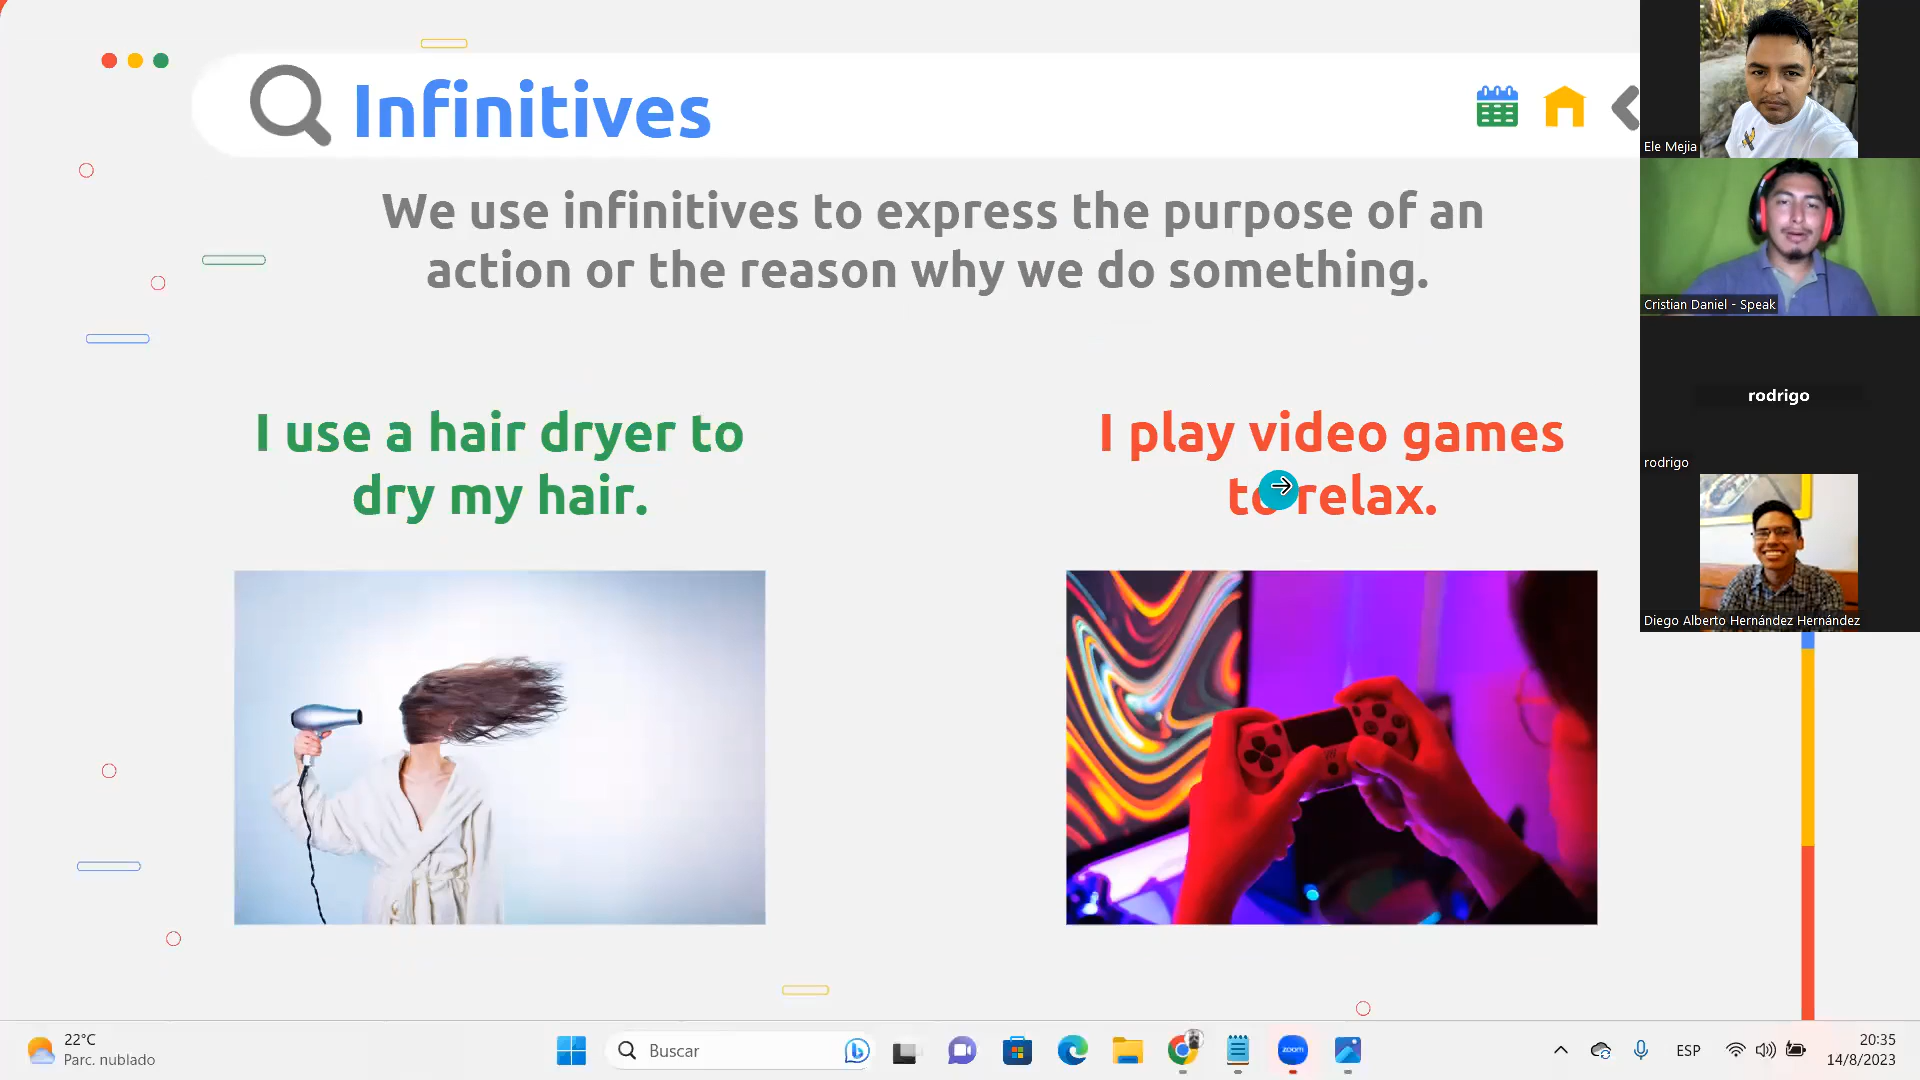 Infinitives
We use infinitives to express the purpose of an
action or the reason why we do something.
I use a hair dryer to
dry my hair.
I play video games
to relax.
Ele Mejia
Cristian Daniel - Speak
rodrigo
rodrigo
Diego Alberto Hernández Hernández
22°C
Parc. nublado
Buscar
zoom
ESP
20:35
14/8/2023